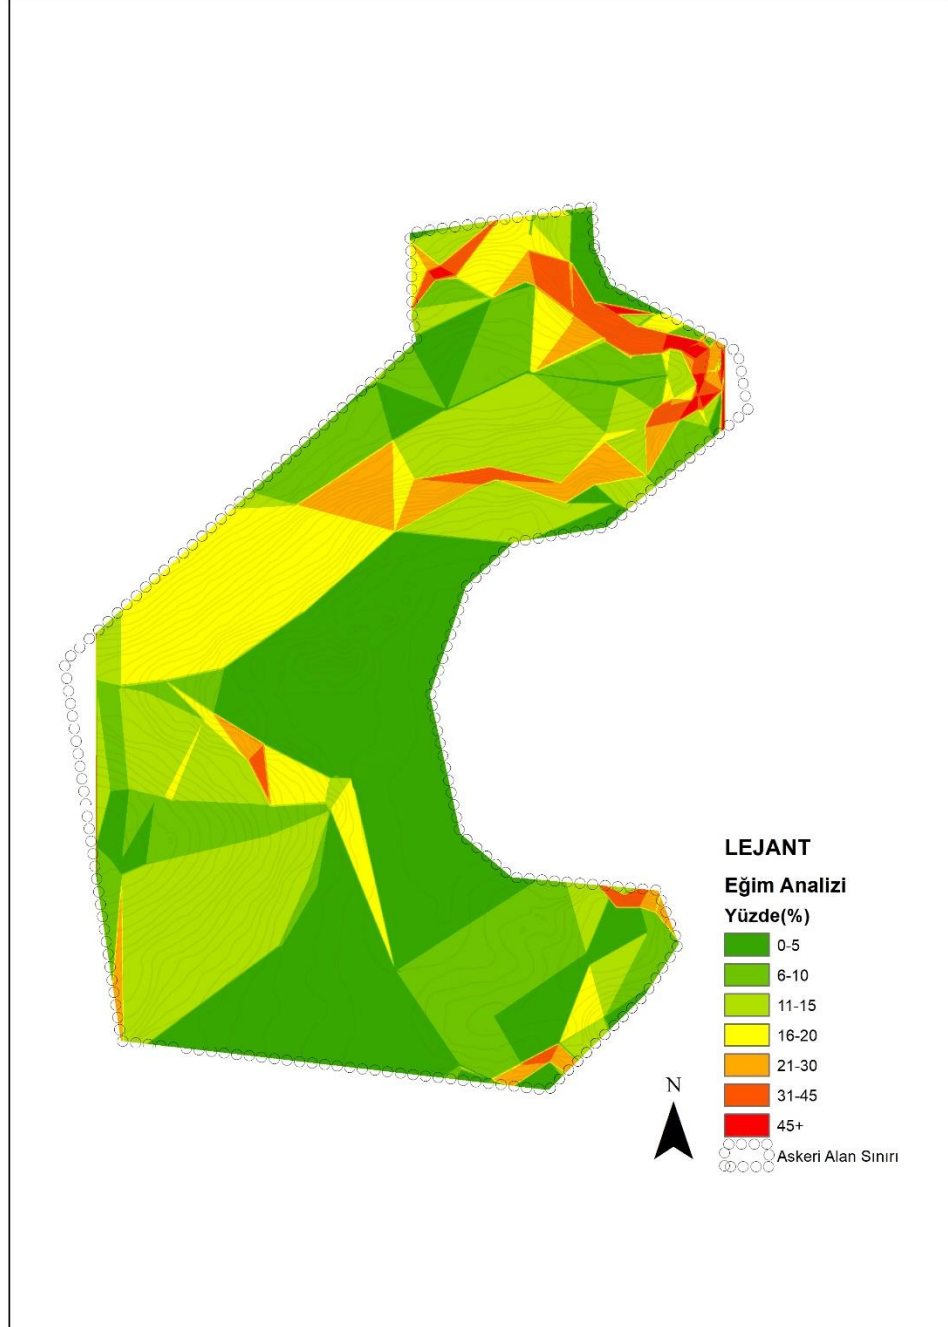 LEJANT
Eğim Analizi
Yüzde(%)
0-5
6-10
11-15
16-20
21-30
31-45
45+
Askeri Alan Sınırı
N